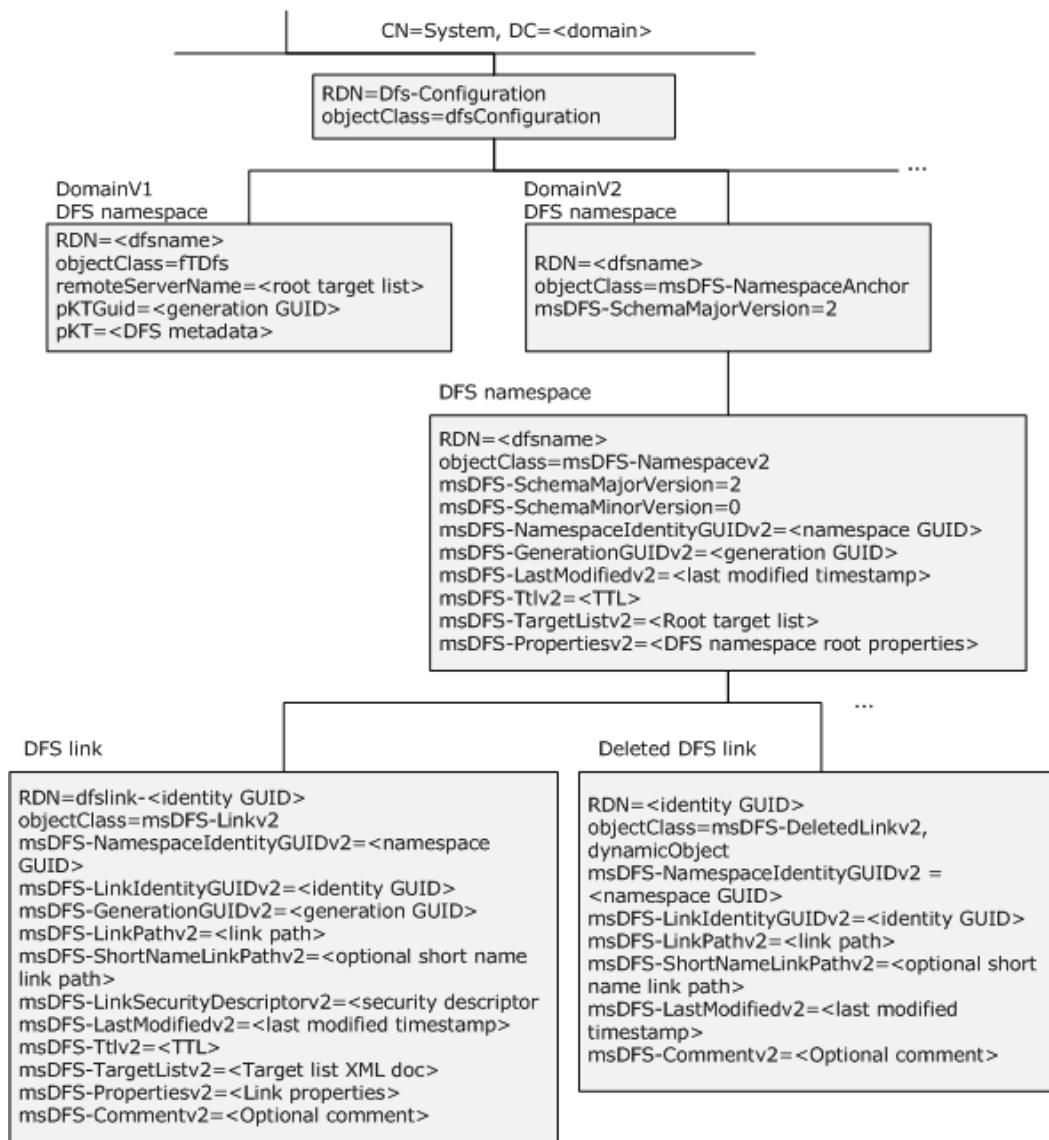 CN=System, DC=<domain>
RDN=Dfs-Configuration
objectClass=dfsConfiguration
...
DomainV1
DFS namespace
RDN=<dfsname>
objectClass=fTDfs
remoteServerName=<root target list>
pKTGuid=<generation GUID>
pKT=<DFS metadata>
DomainV2
DFS namespace
RDN=<dfsname>
objectClass=msDFS-NamespaceAnchor
msDFS-SchemaMajorVersion=2
DFS namespace
RDN=<dfsname>
objectClass=msDFS-Namespacev2
msDFS-SchemaMajorVersion=2
msDFS-SchemaMinorVersion=0
msDFS-NamespaceIdentityGUIDv2=<namespace GUID>
msDFS-GenerationGUIDv2=<generation GUID>
msDFS-LastModifiedv2=<last modified timestamp>
msDFS-Ttlv2=<TTL>
msDFS-TargetListv2=<Root target list>
msDFS-Propertiesv2=<DFS namespace root properties>
...
DFS link
RDN=dfslink-<identity GUID>
objectClass=msDFS-Linkv2
msDFS-NamespaceIdentityGUIDv2=<namespace
GUID>
msDFS-LinkIdentityGUIDv2=<identity GUID>
msDFS-GenerationGUIDv2=<generation GUID>
msDFS-LinkPathv2=<link path>
msDFS-ShortNameLinkPathv2=<optional short name
link path>
msDFS-LinkSecurityDescriptorv2=<security descriptor
msDFS-LastModifiedv2=<last modified timestamp>
msDFS-Ttlv2=<TTL>
msDFS-TargetListv2=<Target list XML doc>
msDFS-Propertiesv2=<Link properties>
msDFS-Commentv2=<Optional comment>
Deleted DFS link
RDN=<identity GUID>
objectClass=msDFS-DeletedLinkv2,
dynamicObject
msDFS-NamespaceIdentityGUIDv2 =
<namespace GUID>
msDFS-LinkIdentityGUIDv2=<identity GUID>
msDFS-LinkPathv2=<link path>
msDFS-ShortNameLinkPathv2=<optional short
name link path>
msDFS-LastModifiedv2=<last modified
timestamp>
msDFS-Commentv2=<Optional comment>